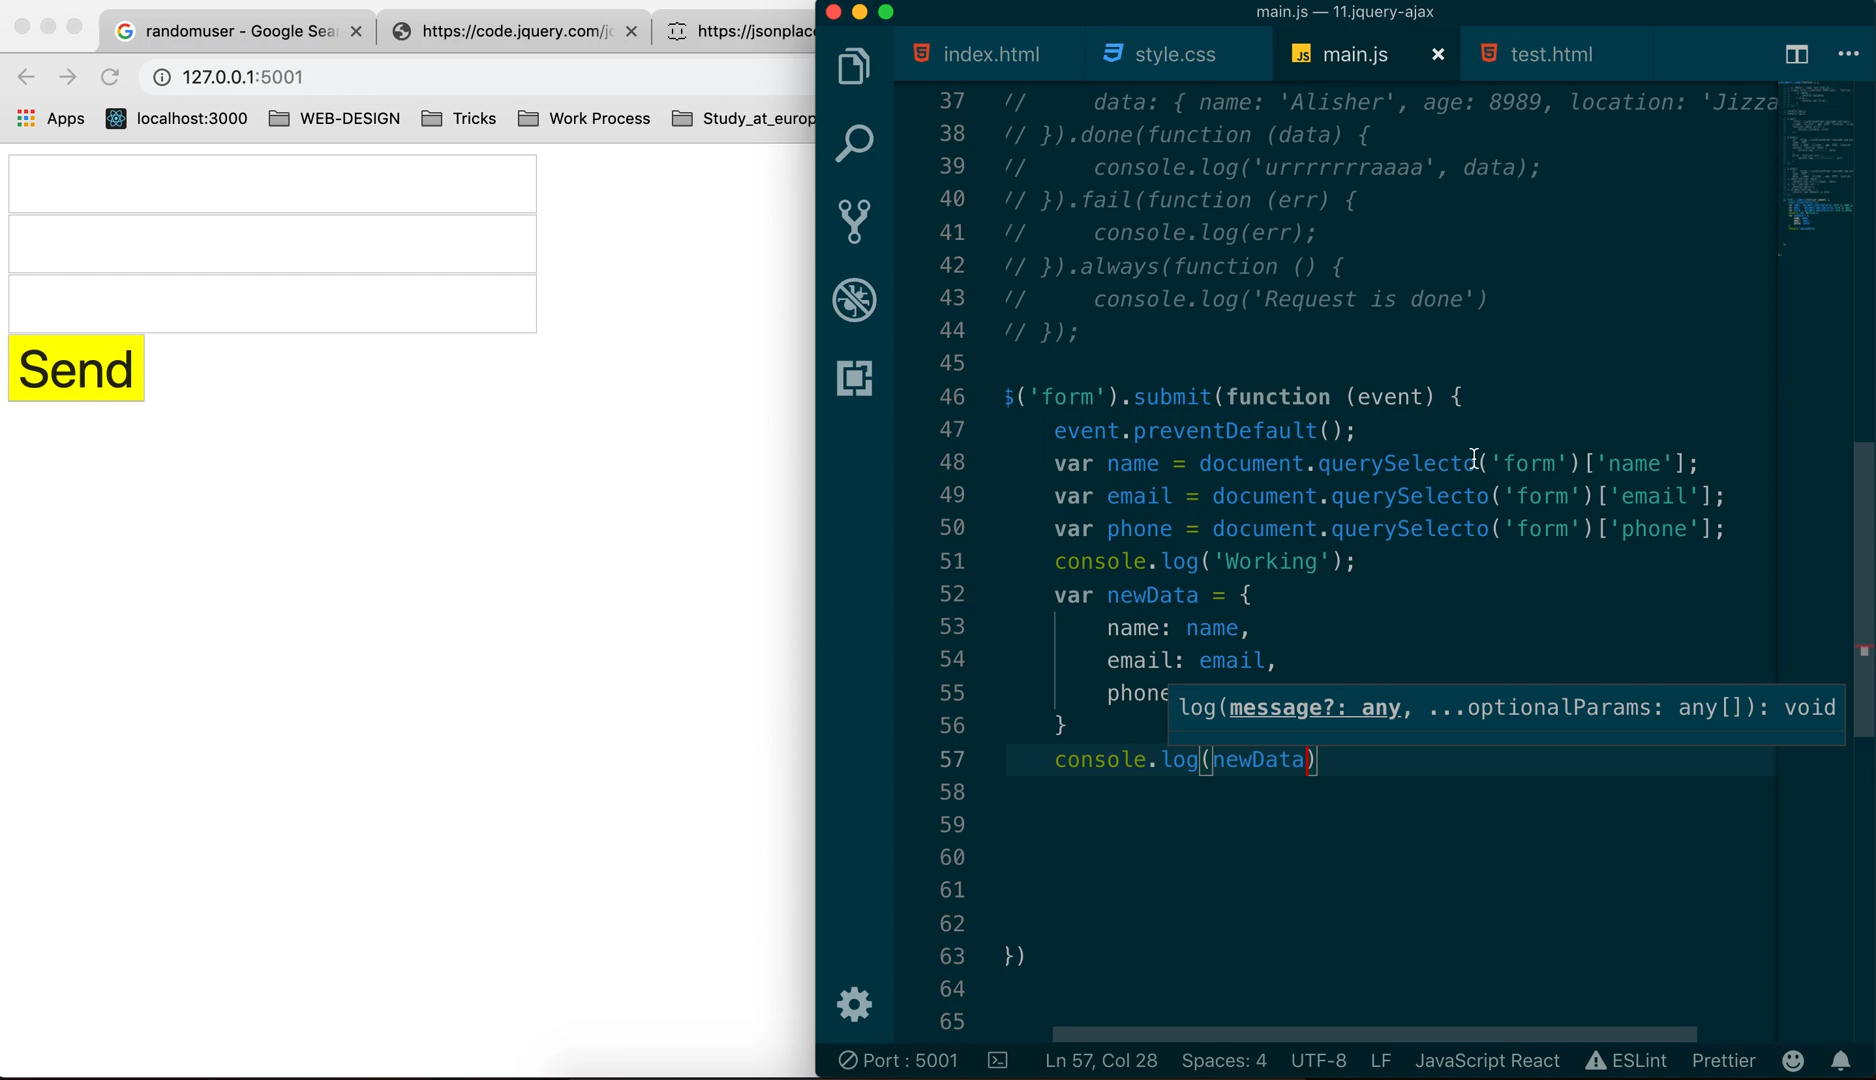 randomuser - Google Sear
https://code.jquery.com/jq
https://jsonplace
127.0.0.1:5001
Apps
localhost:3000
WEB-DESIGN
Tricks
Work Process
Study_at_europ
Send
main.js — 11.jquery-ajax
index.html
style.css
JS main.js
test.html
37 // data: { name: 'Alisher', age: 8989, location: 'Jizza
38 // }).done(function (data) {
39 // console.log('urrrrrrraaaa', data);
40 // }).fail(function (err) {
41 // console.log(err);
42 // }).always(function () {
43 // console.log('Request is done')
44 // });
45
46 $('form').submit(function (event) {
47 event.preventDefault();
48 var name = document.querySelecto('form')['name'];
49 var email = document.querySelecto('form')['email'];
50 var phone = document.querySelecto('form')['phone'];
51 console.log('Working');
52 var newData = {
53 name: name,
54 email: email,
55 phone
log(message?: any, ...optionalParams: any[]): void
56 }
57 console.log(newData)
58
59
60
61
62
63 })
64
65
Port : 5001
Ln 57, Col 28
Spaces: 4
UTF-8
LF
JavaScript React
ESLint
Prettier